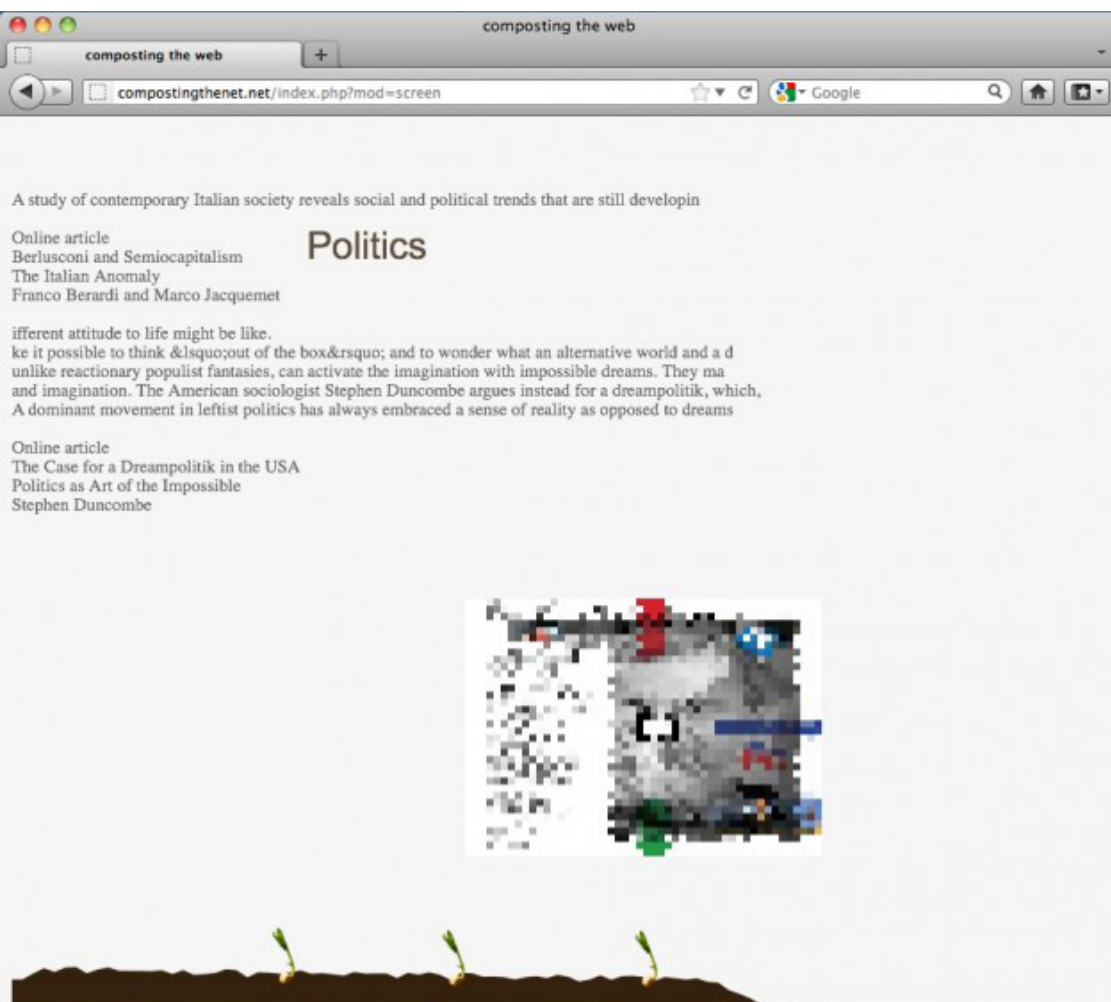 composting the web
composting the web
compostingthenet.net/index.php?mod=screen
Google
A study of contemporary Italian society reveals social and political trends that are still developin
Politics
Online article
Berlusconi and Semiocapitalism
The Italian Anomaly
Franco Berardi and Marco Jacquemet
ifferent attitude to life might be like.
ke it possible to think &lsquo;out of the box&rsquo; and to wonder what an alternative world and a d
unlike reactionary populist fantasies, can activate the imagination with impossible dreams. They ma
and imagination. The American sociologist Stephen Duncombe argues instead for a dreampolitik, which,
A dominant movement in leftist politics has always embraced a sense of reality as opposed to dreams
Online article
The Case for a Dreampolitik in the USA
Politics as Art of the Impossible
Stephen Duncombe